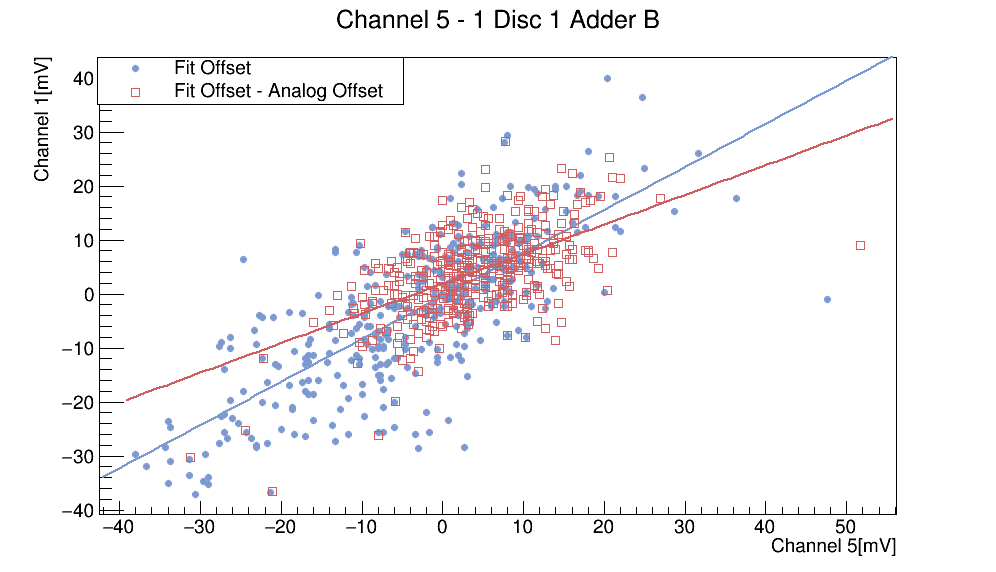 Channel 5 - 1 Disc 1 Adder B
Channel 1[mV]
Fit Offset
Fit Offset - Analog Offset
40
30
20
10
0
−10
−20
−30
−40
−40 −30 −20 −10 0 10 20 30 40 50
Channel 5[mV]